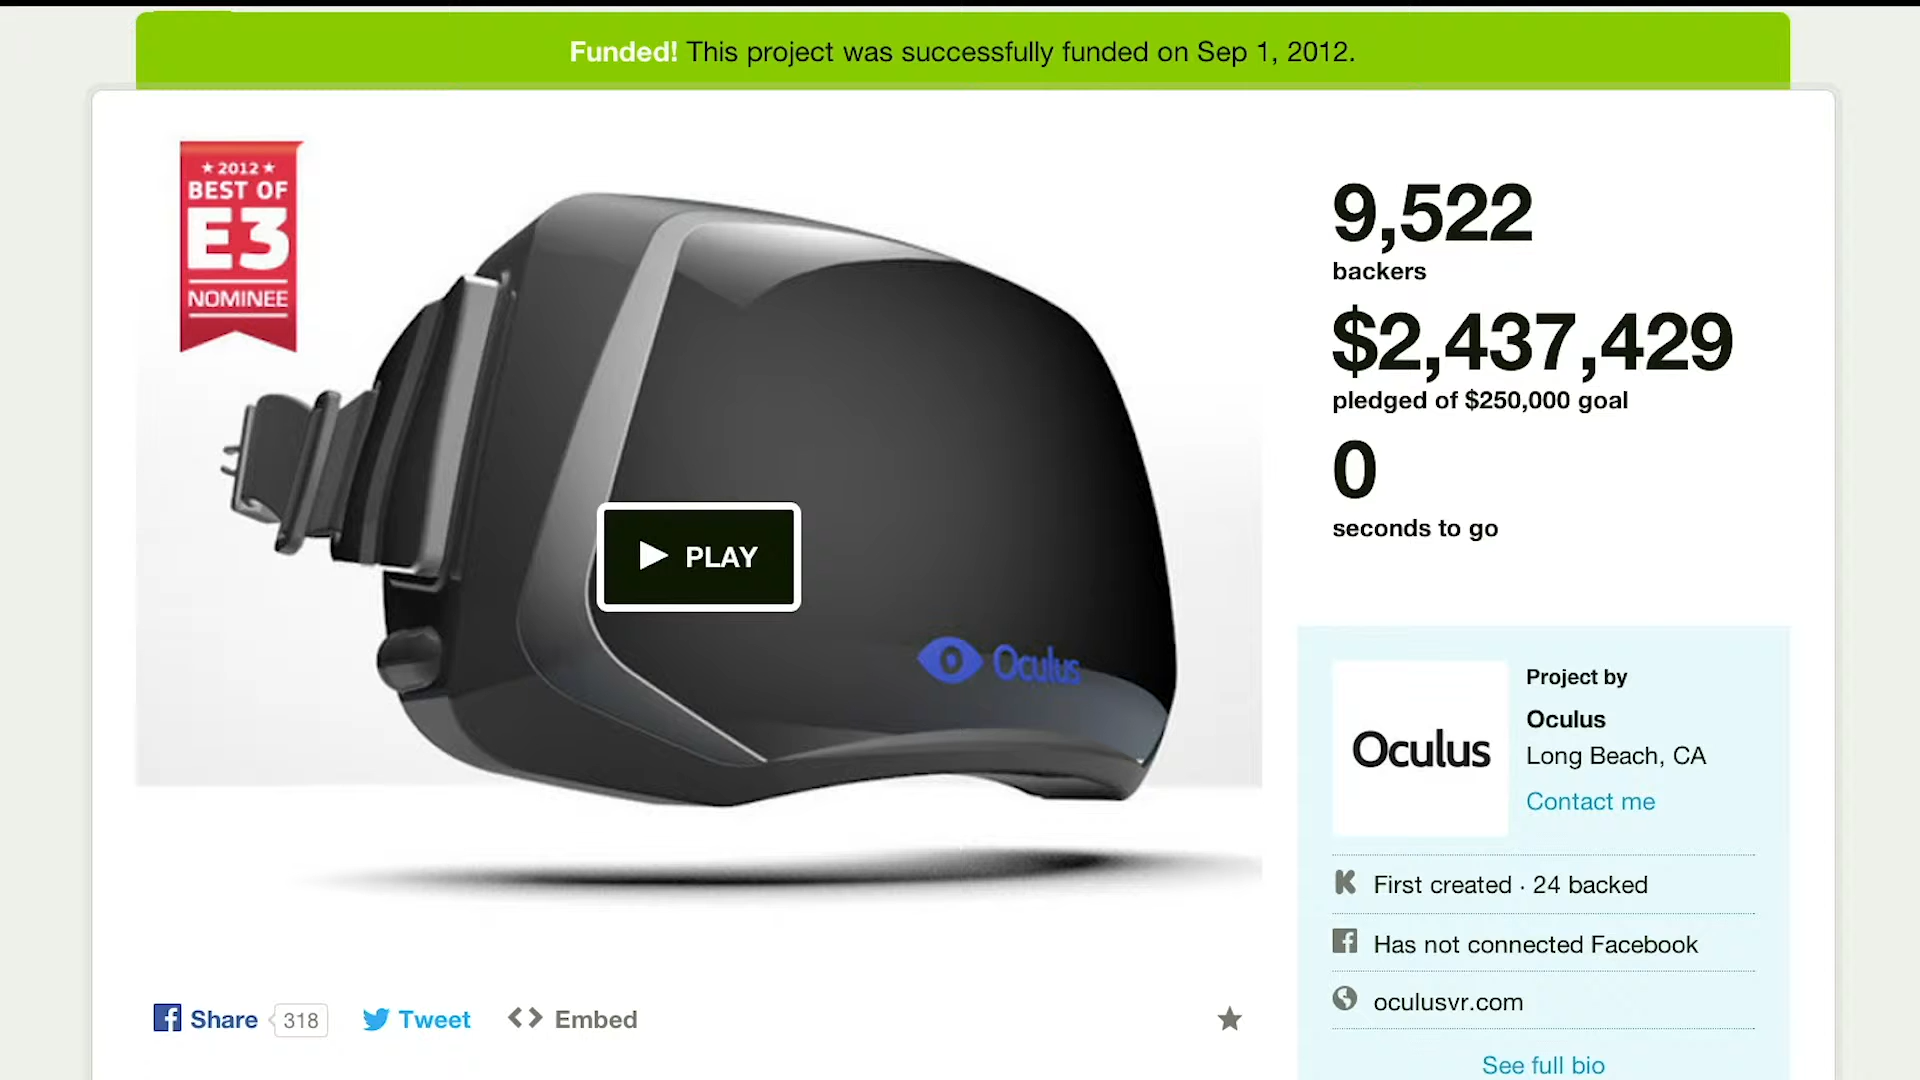 Funded! This project was successfully funded on Sep 1, 2012.
2012
BEST OF
E3
NOMINEE
PLAY
Oculus
9,522
backers
$2,437,429
pledged of $250,000 goal
0
seconds to go
Oculus
Project by
Oculus
Long Beach, CA
Contact me
First created · 24 backed
Has not connected Facebook
oculusvr.com
See full bio
Share 318 Tweet Embed